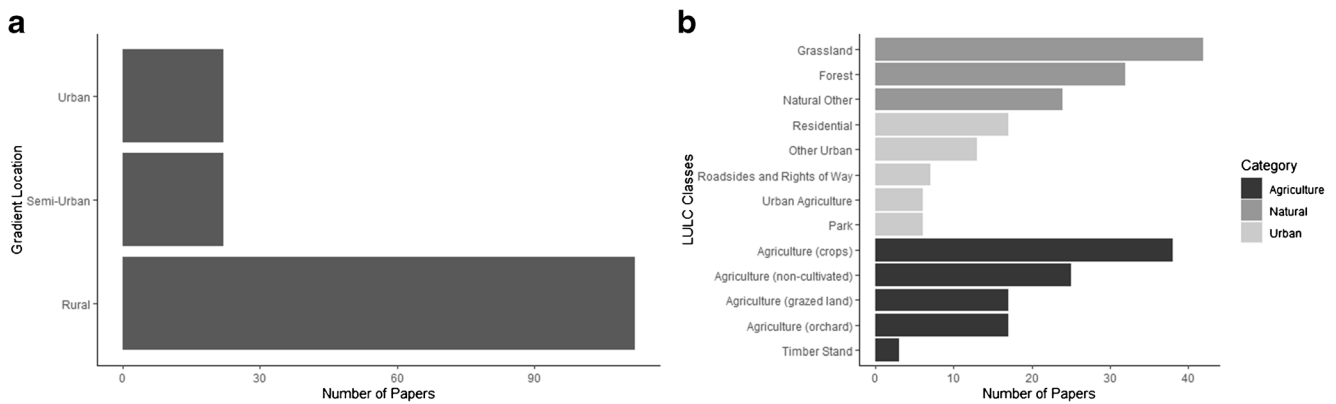 a
Gradient Location
Urban
Semi-Urban
Rural
0 30 60 90
Number of Papers
b
LULC Classes
Grassland
Forest
Natural Other
Residential
Other Urban
Roadsides and Rights of Way
Urban Agriculture
Park
Agriculture (crops)
Agriculture (non-cultivated)
Agriculture (grazed land)
Agriculture (orchard)
Timber Stand
0 10 20 30 40
Number of Papers
Category
Agriculture
Natural
Urban